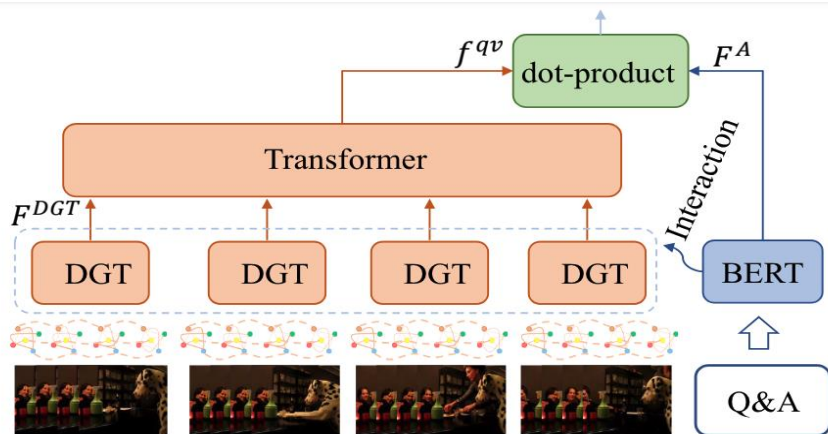 f^{qv}
dot-product
F^A
Transformer
Interaction
F^{DGT}
DGT
DGT
DGT
DGT
BERT
Q&A